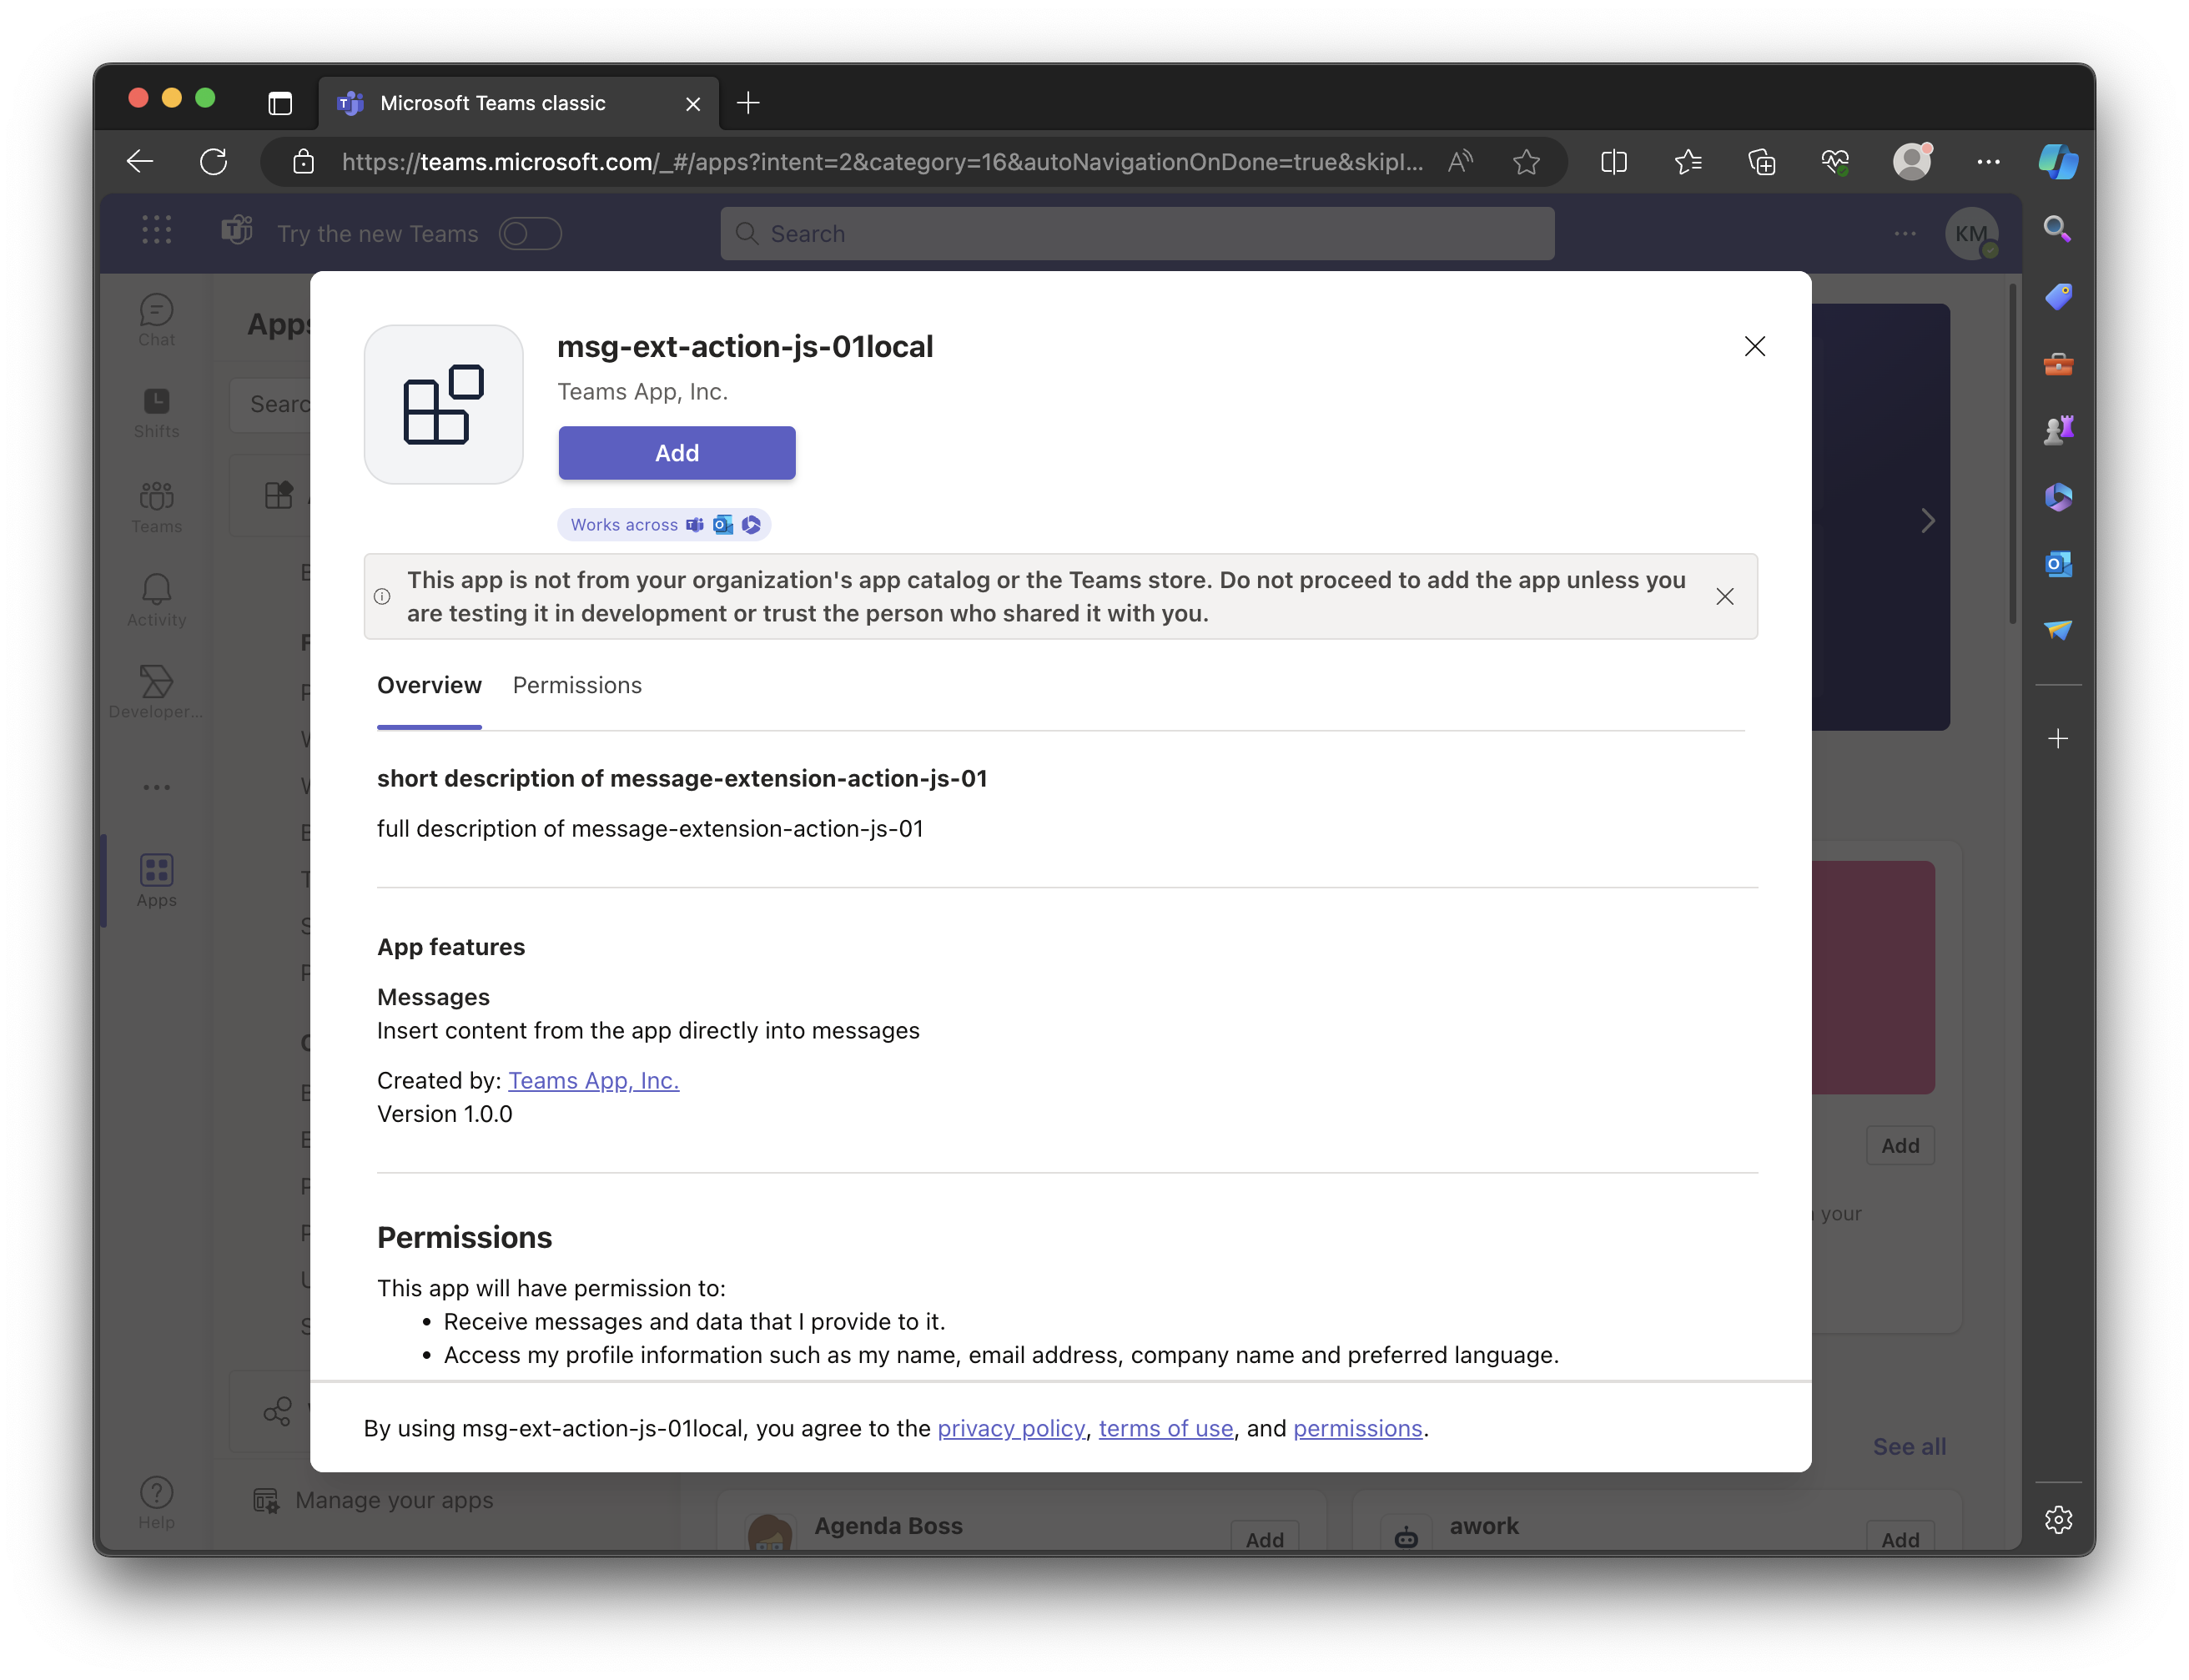 Microsoft Teams classic
https://teams.microsoft.com/_#/apps?intent=2&category=16&autoNavigationOnDone=true&skipI...
Try the new Teams
Search
KM
Chat
Shifts
Teams
Activity
Developer...
Apps
Help
Apps
Searc
msg-ext-action-js-01local
Teams App, Inc.
Add
Works across
This app is not from your organization's app catalog or the Teams store. Do not proceed to add the app unless you
are testing it in development or trust the person who shared it with you.
Overview Permissions
short description of message-extension-action-js-01
full description of message-extension-action-js-01
App features
Messages
Insert content from the app directly into messages
Created by: Teams App, Inc.
Version 1.0.0
Permissions
This app will have permission to:
• Receive messages and data that I provide to it.
• Access my profile information such as my name, email address, company name and preferred language.
By using msg-ext-action-js-01local, you agree to the privacy policy, terms of use, and permissions.
Add
your
See all
Manage your apps
Agenda Boss
Add
awork
Add